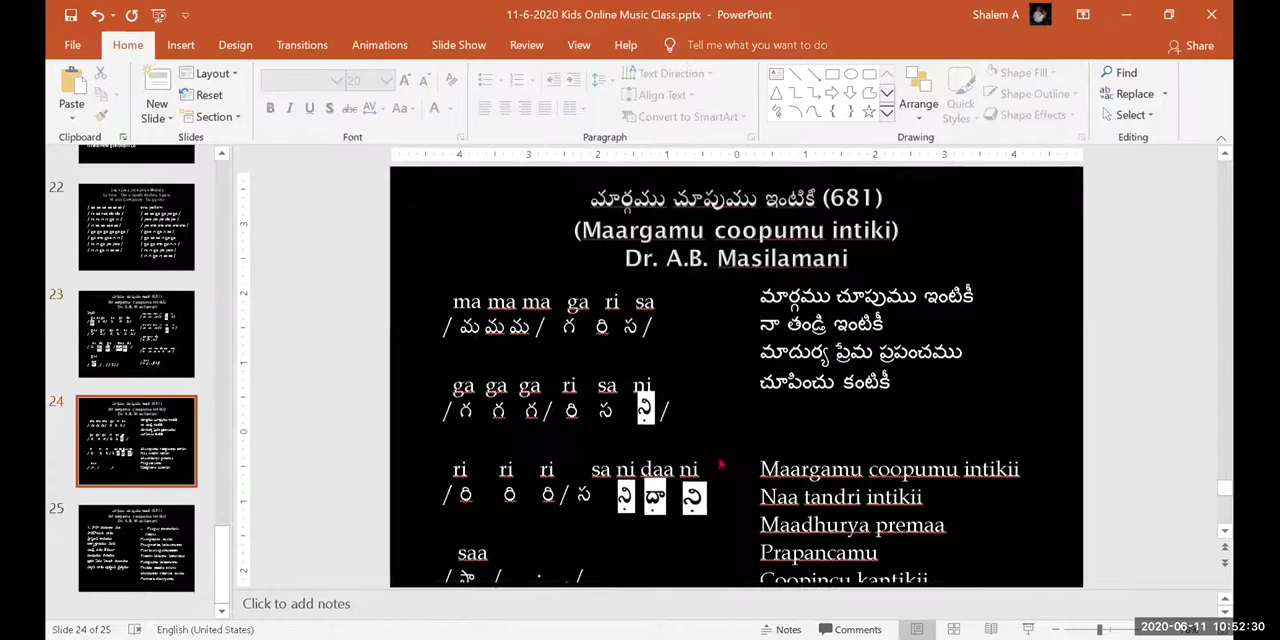 11-6-2020 Kids Online Music Class.pptx - PowerPoint
Shalem A
File Home Insert Design Transitions Animations Slide Show Review View Help Tell me what you want to do Share
Paste
New Slide
Layout
Reset
Section
20
Text Direction
Align Text
Convert to SmartArt
Arrange
Quick Styles
Shape Fill
Shape Outline
Shape Effects
Find
Replace
Select
Clipboard Slides Font Paragraph Drawing Editing
22
23
24
25
మార్గము చూపుము ఇంటికీ (681)
(Maargamu coopumu intiki)
Dr. A.B. Masilamani
ma ma ma ga ri sa
/ మ మ మ / గ రి స /
ga ga ga ri sa ni
/ గ గ గ / రి స ని /
ri ri ri sa ni daa ni
/ రి రి రి / స ని దా ని
saa
/ సా / . . /
మార్గము చూపుము ఇంటికీ
నా తండ్రి ఇంటికీ
మాదుర్య ప్రేమ ప్రపంచము
చూపించు కంటికీ
Maargamu coopumu intikii
Naa tandri intikii
Maadhurya premaa
Prapancamu
Coopincu kantikii
Click to add notes
Slide 24 of 25 English (United States) Notes Comments
2020-06-11 10:52:30